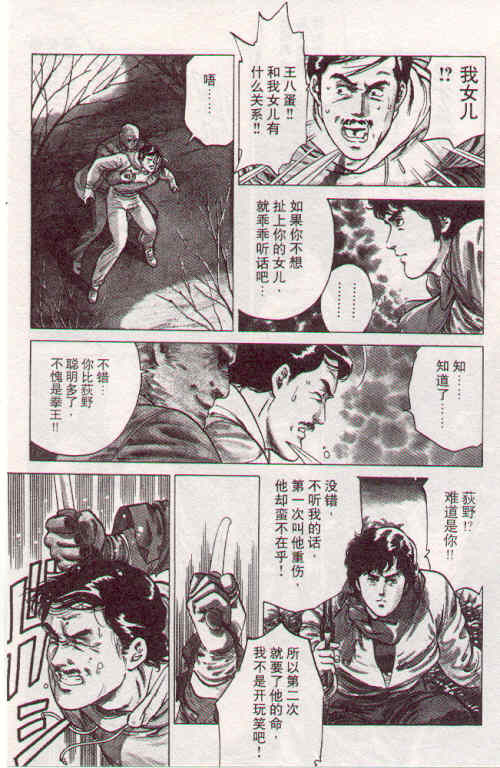 我女儿
!?
王八蛋!!
和我女儿有
什么关系!!
唔……
如果你不想
扯上你的女儿，
就乖乖听话吧…
………
知……
知道了……
不错…
你比荻野
聪明多了
不愧是拳王!!
荻野!?
难道是你!!
没错，
不听我的话，
第一次叫他重伤，
他却蛮不在乎！
所以第二次
就要了他的命，
我不是开玩笑吧！